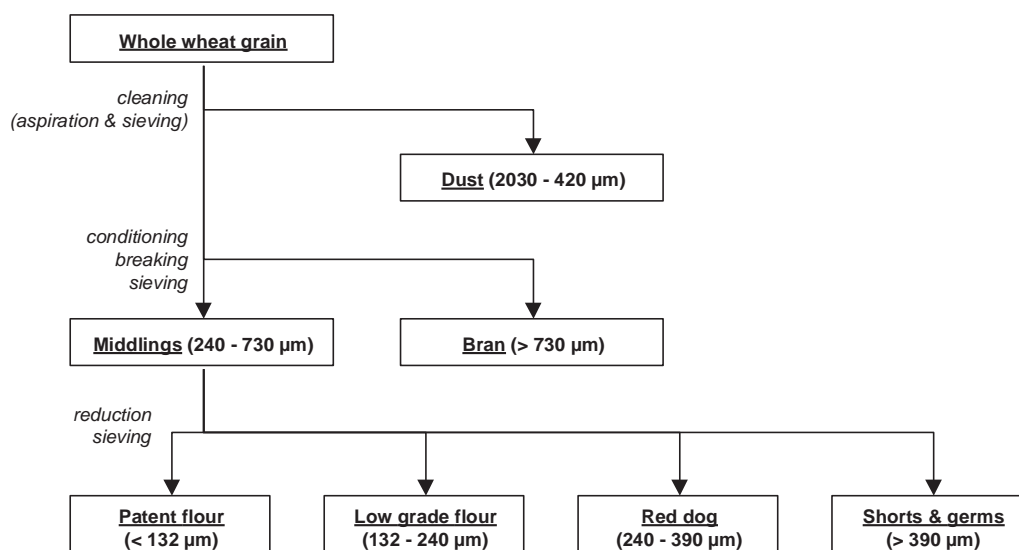 Whole wheat grain
cleaning
(aspiration & sieving)
Dust (2030 - 420 µm)
conditioning
breaking
sieving
Middlings (240 - 730 µm)
Bran (> 730 µm)
reduction
sieving
Patent flour
(< 132 µm)
Low grade flour
(132 - 240 µm)
Red dog
(240 - 390 µm)
Shorts & germs
(> 390 µm)